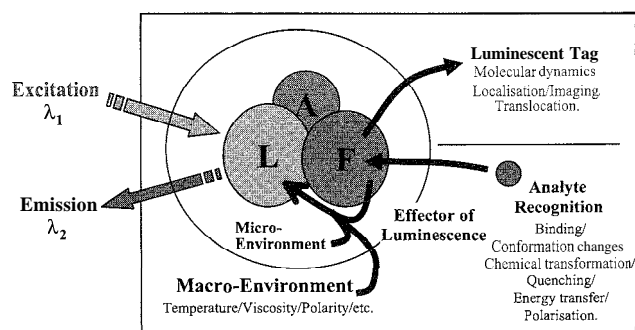 Excitation
λ1
Emission
λ2
A
L
F
Luminescent Tag
Molecular dynamics
Localisation/Imaging
Translocation.
Micro-
Environment
Effector of
Luminescence
Macro-Environment
Temperature/Viscosity/Polarity/etc.
Analyte
Recognition
Binding/
Conformation changes
Chemical transformation/
Quenching/
Energy transfer/
Polarisation.